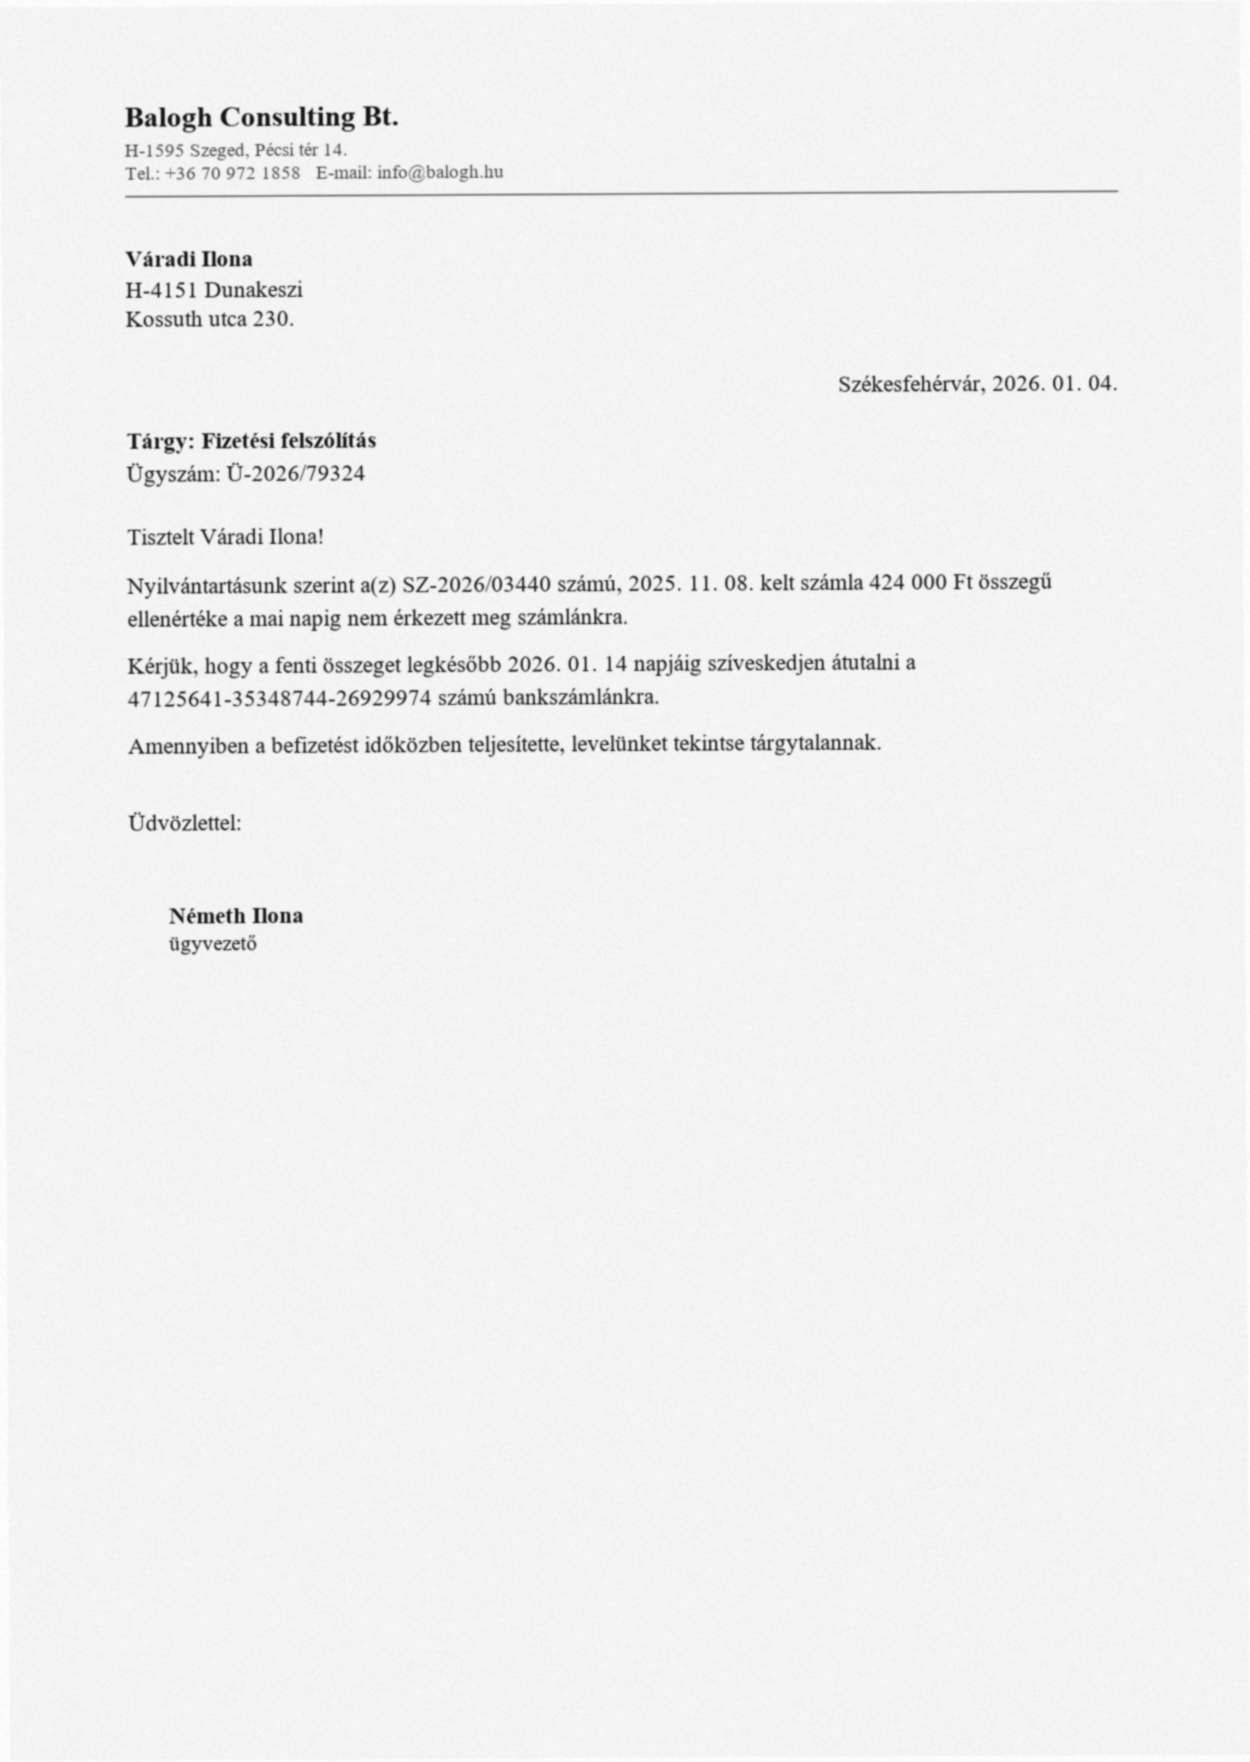 Balogh Consulting Bt.
H-1595 Szeged, Pécsi tér 14.
Tel.: +36 70 972 1858 E-mail: info@balogh.hu
Váradi Ilona
H-4151 Dunakeszi
Kossuth utca 230.
Székesfehérvár, 2026. 01. 04.
Tárgy: Fizetési felszólítás
Ügyszám: Ü-2026/79324
Tisztelt Váradi Ilona!
Nyilvántartásunk szerint a(z) SZ-2026/03440 számú, 2025. 11. 08. kelt számla 424 000 Ft összegű
ellenértéke a mai napig nem érkezett meg számlánkra.
Kérjük, hogy a fenti összeget legkésőbb 2026. 01. 14 napjáig szíveskedjen átutalni a
47125641-35348744-26929974 számú bankszámlánkra.
Amennyiben a befizetést időközben teljesítette, levelünket tekintse tárgytalannak.
Üdvözlettel:
Németh Ilona
ügyvezető